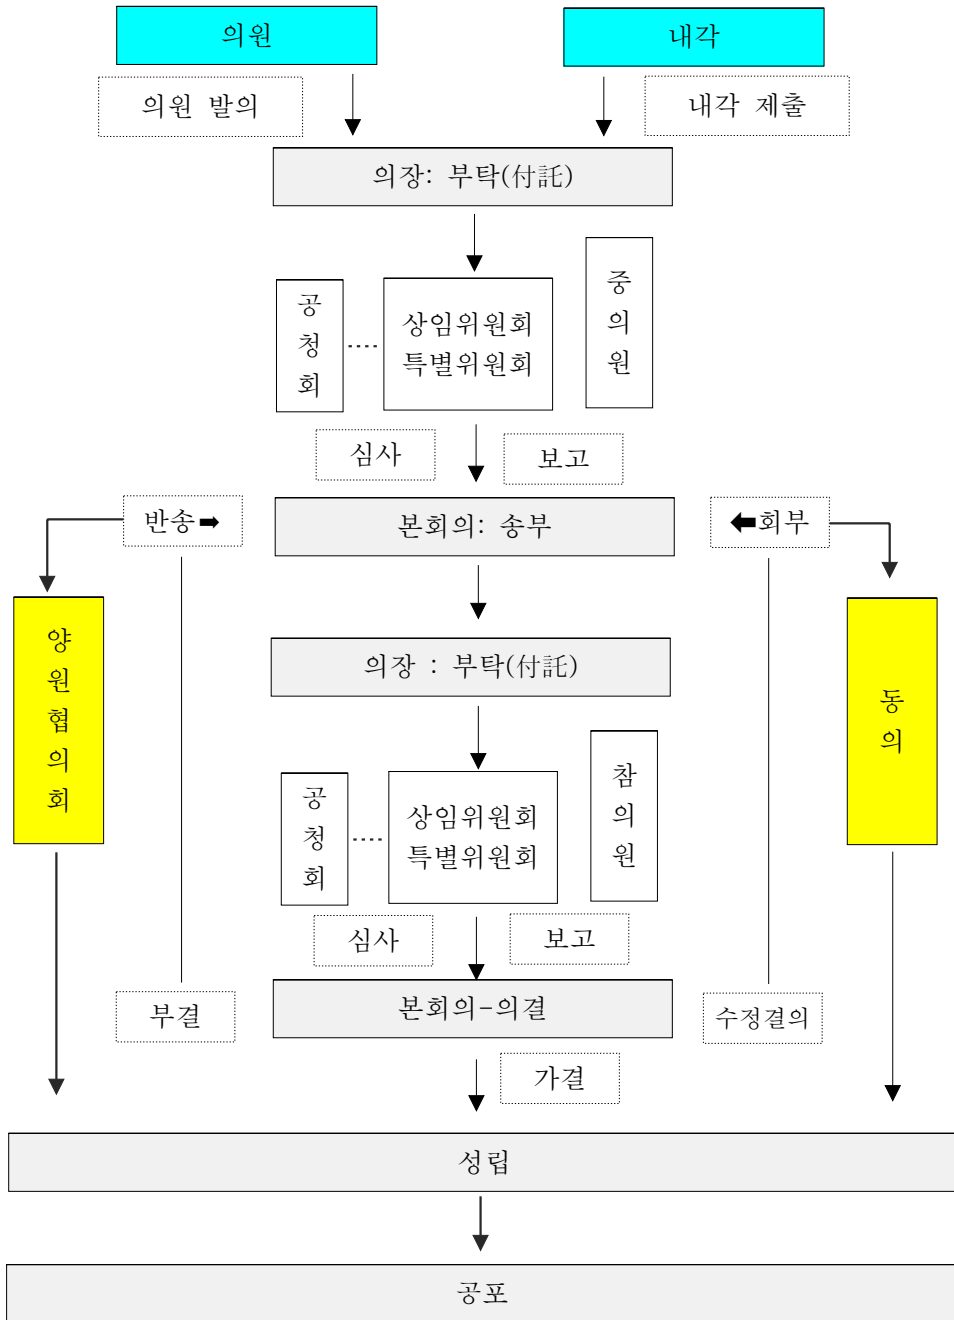 의원
내각
의원 발의
내각 제출
의장: 부탁(付託)
공
청
회
상임위원회
특별위원회
중
의
원
심사
보고
반송➡
본회의: 송부
⬅회부
양
원
협
의
회
의장 : 부탁(付託)
동
의
공
청
회
상임위원회
특별위원회
참
의
원
심사
보고
부결
본회의-의결
수정결의
가결
성립
공포